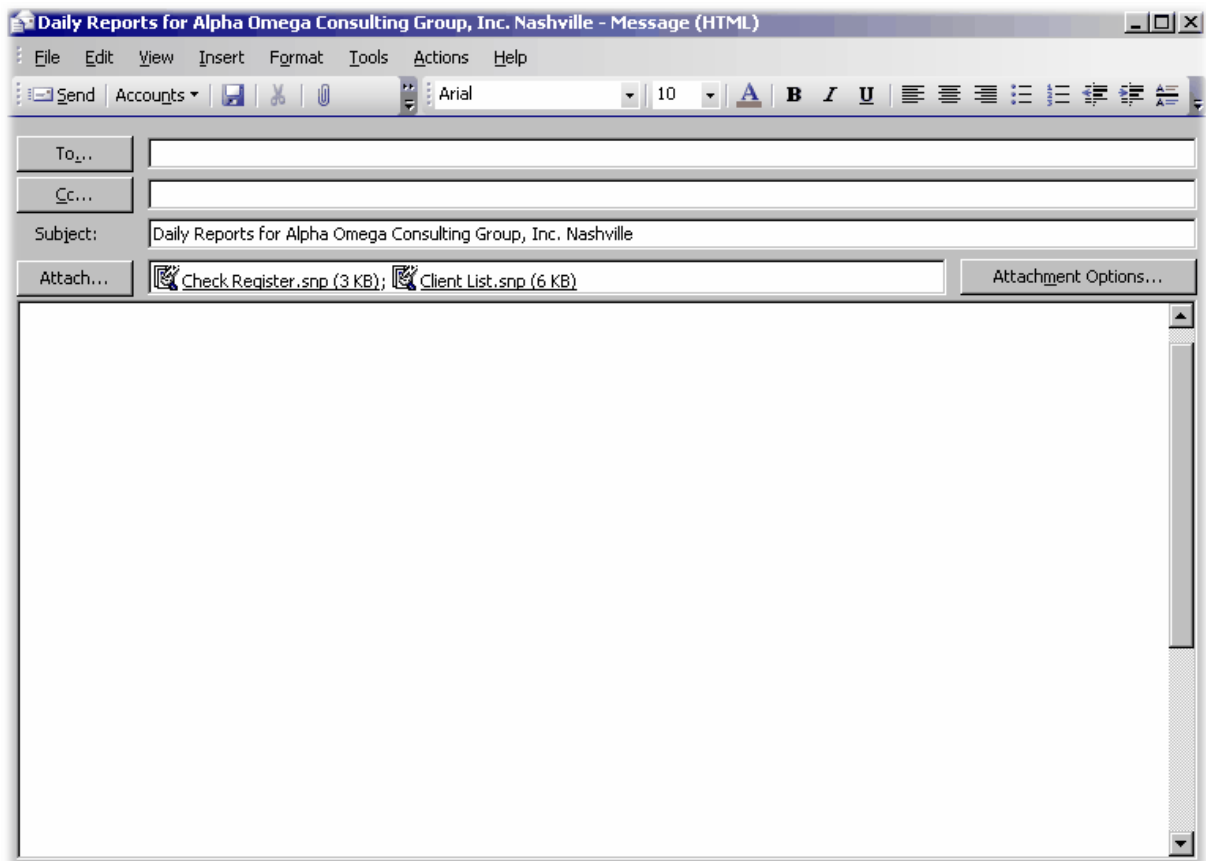 Daily Reports for Alpha Omega Consulting Group, Inc. Nashville - Message (HTML)
File Edit View Insert Format Tools Actions Help
Send Accounts Arial 10 A B I U
To...
Cc...
Subject: Daily Reports for Alpha Omega Consulting Group, Inc. Nashville
Attach... Check Register.snp (3 KB); Client List.snp (6 KB) Attachment Options...